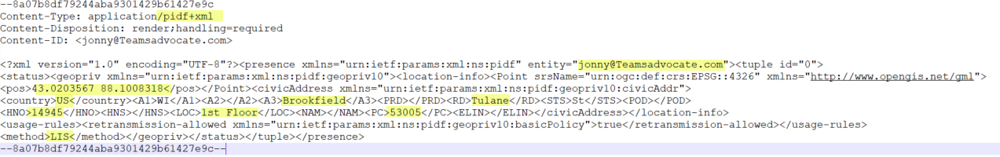 --8a07b8df79244aba9301429b61427e9c
Content-Type: application/pidf+xml
Content-Disposition: render;handling=required
Content-ID: <jonny@Teamsadvocate.com>
<?xml version="1.0" encoding="UTF-8"?><presence xmlns="urn:ietf:params:xml:ns:pidf" entity="jonny@Teamsadvocate.com"><tuple id="0">
<status><geopriv xmlns="urn:ietf:params:xml:ns:pidf:geopriv10"><location-info><Point srsName="urn:ogc:def:crs:EPSG::4326" xmlns="http://www.opengis.net/gml">
<pos>43.0203567 88.1008318</pos></Point><civicAddress xmlns="urn:ietf:params:xml:ns:pidf:geopriv10:civicAddr">
<country>US</country><A1>WI</A1><A2></A2><A3>Brookfield</A3><PRD></PRD><RD>Tulane</RD><STS>St</STS><POD></POD>
<HNO>14945</HNO><HNS></HNS><LOC>1st Floor</LOC><NAM></NAM><PC>53005</PC><ELIN></ELIN></civicAddress></location-info>
<usage-rules><retransmission-allowed xmlns="urn:ietf:params:xml:ns:pidf:geopriv10:basicPolicy">true</retransmission-allowed></usage-rules>
<method>LIS</method></geopriv></status></tuple></presence>
--8a07b8df79244aba9301429b61427e9c--